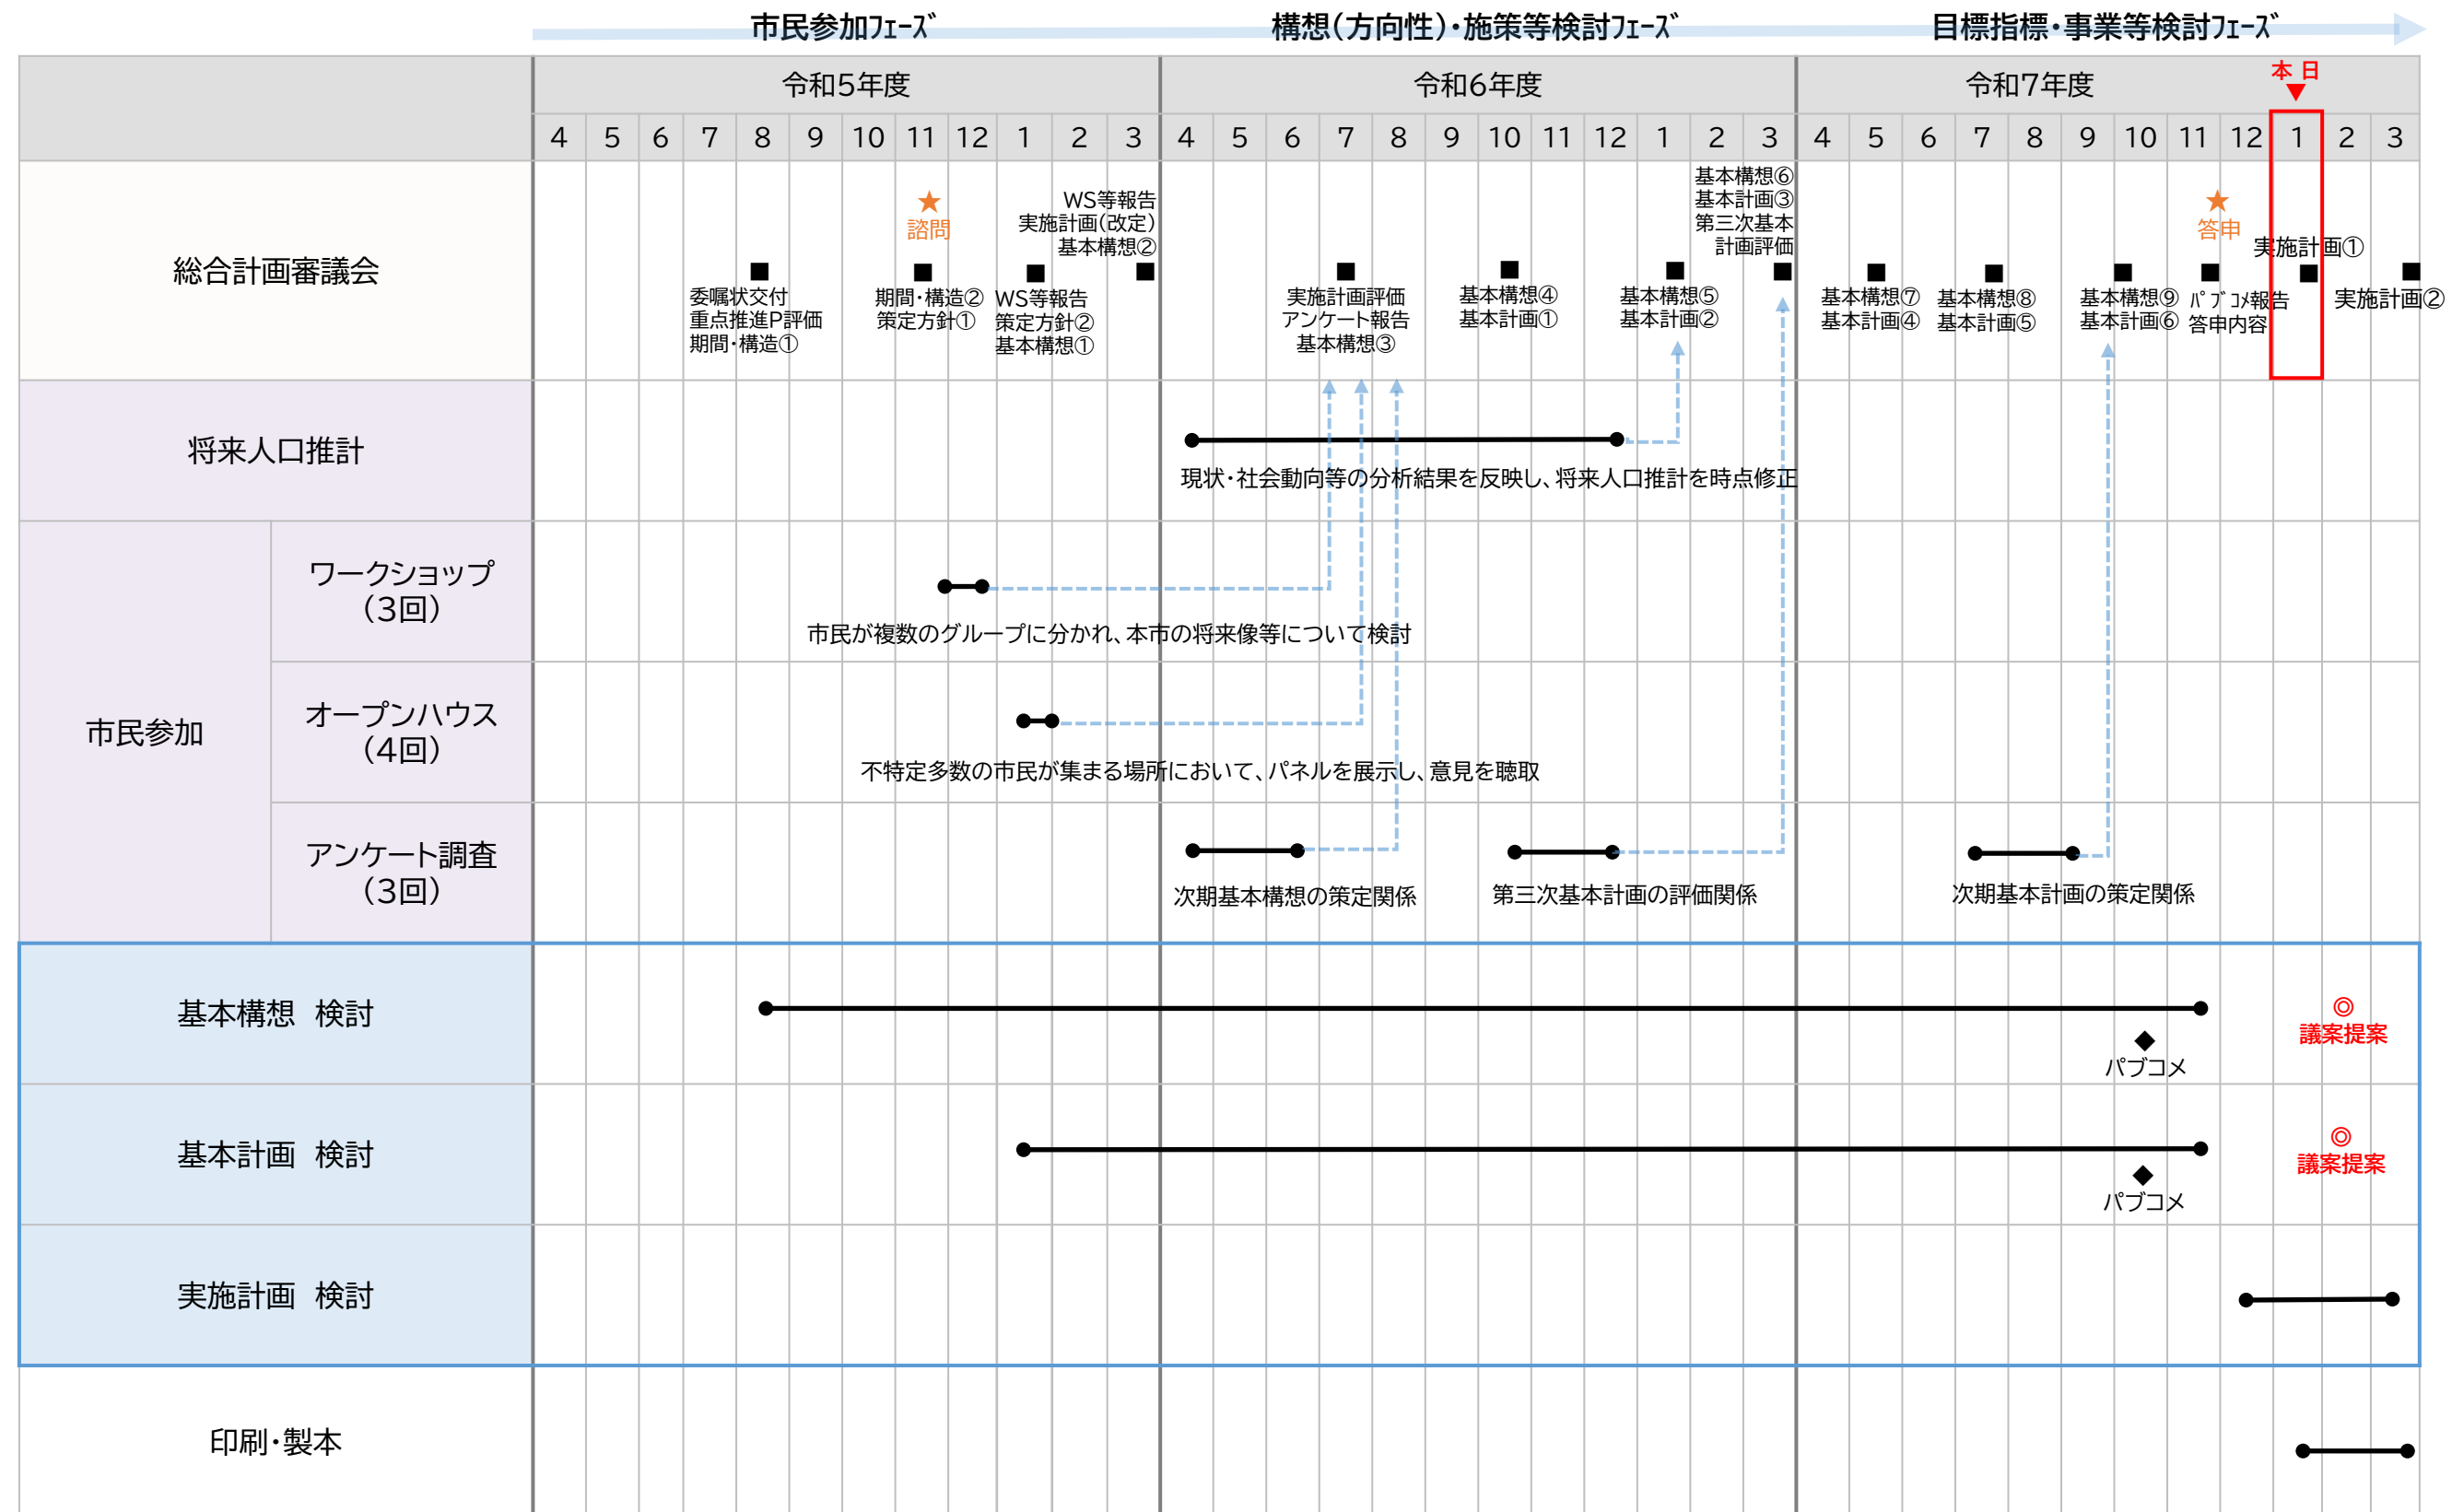 市民参加ﾌｪｰｽﾞ
構想(方向性)・施策等検討ﾌｪｰｽﾞ
目標指標・事業等検討ﾌｪｰｽﾞ
令和5年度
令和6年度
令和7年度
本 日
▼
4 5 6 7 8 9 10 11 12 1 2 3 4 5 6 7 8 9 10 11 12 1 2 3 4 5 6 7 8 9 10 11 12 1 2 3
総合計画審議会
委嘱状交付
重点推進P評価
期間・構造①
★
諮問
期間・構造②
策定方針①
WS等報告
策定方針②
基本構想①
WS等報告
実施計画(改定)
基本構想②
実施計画評価
アンケート報告
基本構想③
基本構想④
基本計画①
基本構想⑤
基本計画②
基本構想⑥
基本計画③
第三次基本
計画評価
基本構想⑦
基本計画④
基本構想⑧
基本計画⑤
基本構想⑨
基本計画⑥
★
答申
ﾊﾟﾌﾞｺﾒ報告
答申内容
実施計画①
実施計画②
将来人口推計
現状・社会動向等の分析結果を反映し、将来人口推計を時点修正
市民参加
ワークショップ
(3回)
市民が複数のグループに分かれ、本市の将来像等について検討
オープンハウス
(4回)
不特定多数の市民が集まる場所において、パネルを展示し、意見を聴取
アンケート調査
(3回)
次期基本構想の策定関係
第三次基本計画の評価関係
次期基本計画の策定関係
基本構想 検討
◆
パブコメ
◎
議案提案
基本計画 検討
◆
パブコメ
◎
議案提案
実施計画 検討
印刷・製本